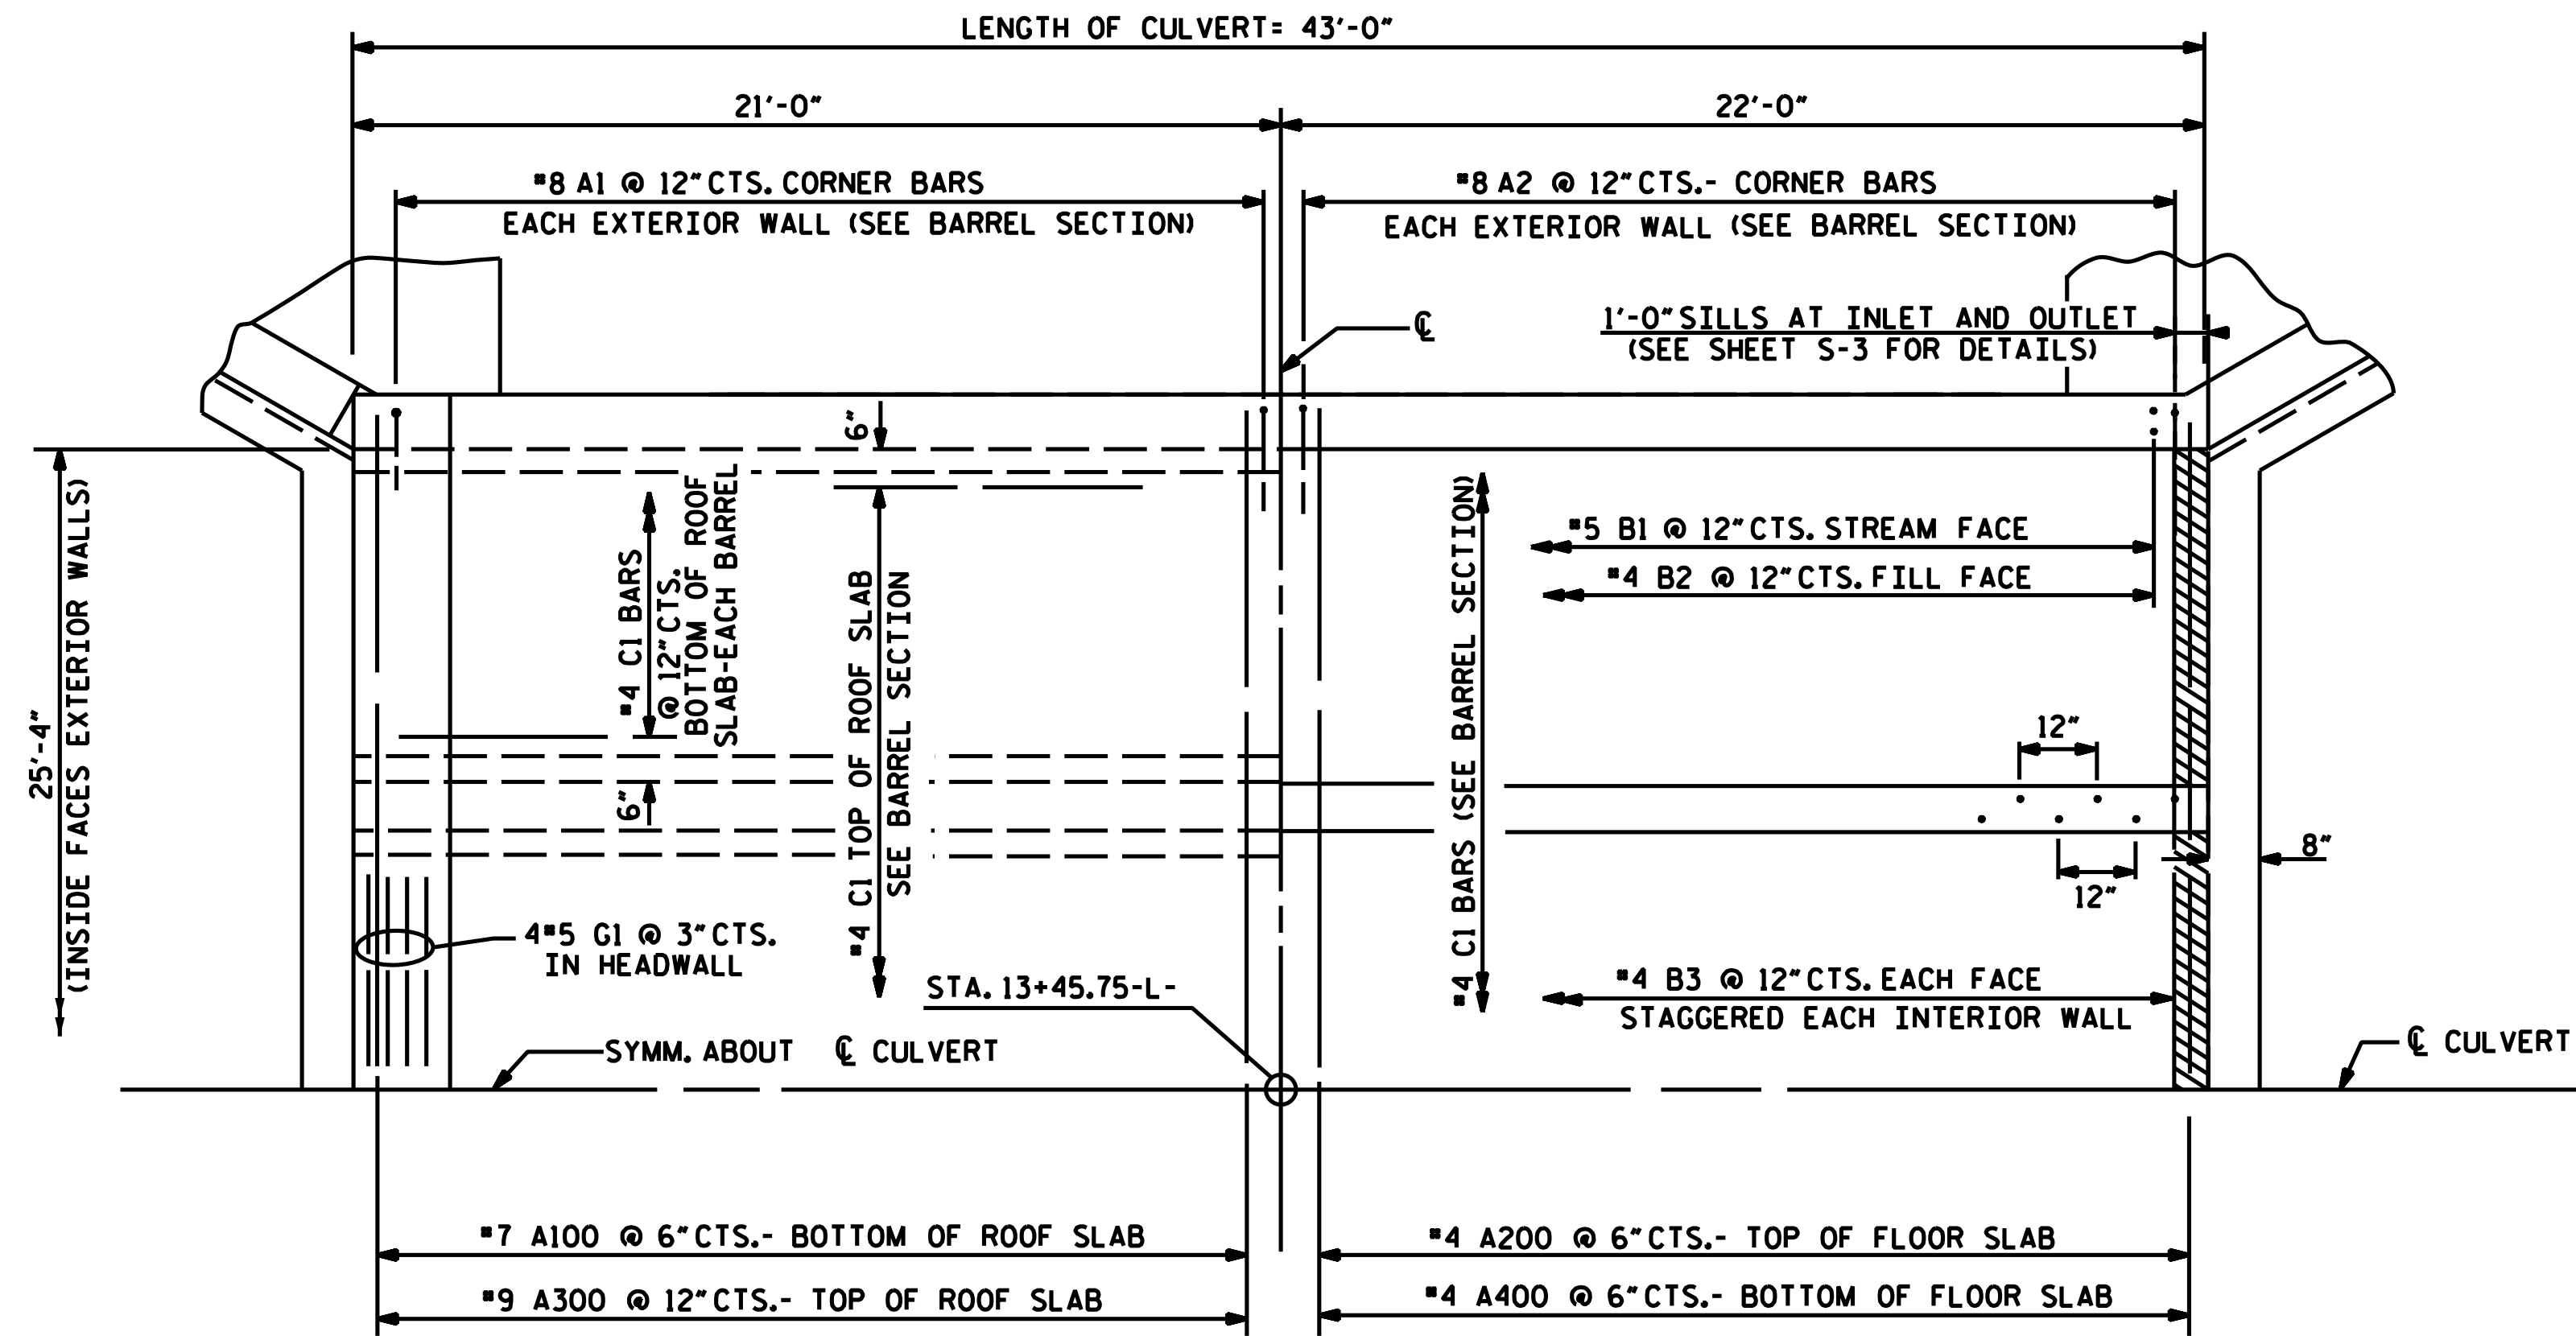 LENGTH OF CULVERT= 43'-0"
21'-0"
22'-0"
#8 A1 @ 12"CTS. CORNER BARS
EACH EXTERIOR WALL (SEE BARREL SECTION)
#8 A2 @ 12"CTS.- CORNER BARS
EACH EXTERIOR WALL (SEE BARREL SECTION)
℄
1'-0"SILLS AT INLET AND OUTLET
(SEE SHEET S-3 FOR DETAILS)
6"
25'-4"
(INSIDE FACES EXTERIOR WALLS)
#4 C1 BARS
@ 12"CTS.
BOTTOM OF ROOF
SLAB-EACH BARREL
#4 C1 TOP OF ROOF SLAB
SEE BARREL SECTION
#4 C1 BARS (SEE BARREL SECTION)
#5 B1 @ 12"CTS. STREAM FACE
#4 B2 @ 12"CTS. FILL FACE
12"
6"
8"
12"
4#5 G1 @ 3"CTS.
IN HEADWALL
STA. 13+45.75-L-
#4 B3 @ 12"CTS. EACH FACE
STAGGERED EACH INTERIOR WALL
SYMM. ABOUT ℄ CULVERT
℄ CULVERT
#7 A100 @ 6"CTS.- BOTTOM OF ROOF SLAB
#4 A200 @ 6"CTS.- TOP OF FLOOR SLAB
#9 A300 @ 12"CTS.- TOP OF ROOF SLAB
#4 A400 @ 6"CTS.- BOTTOM OF FLOOR SLAB